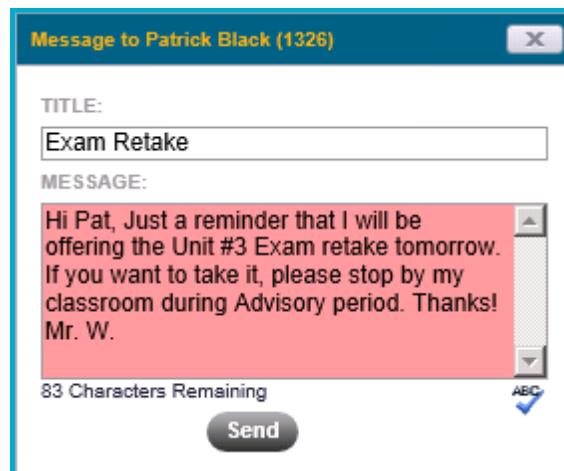 Message to Patrick Black (1326)
X
TITLE:
Exam Retake
MESSAGE:
Hi Pat, Just a reminder that I will be
offering the Unit #3 Exam retake tomorrow.
If you want to take it, please stop by my
classroom during Advisory period. Thanks!
Mr. W.
83 Characters Remaining
ABC
Send